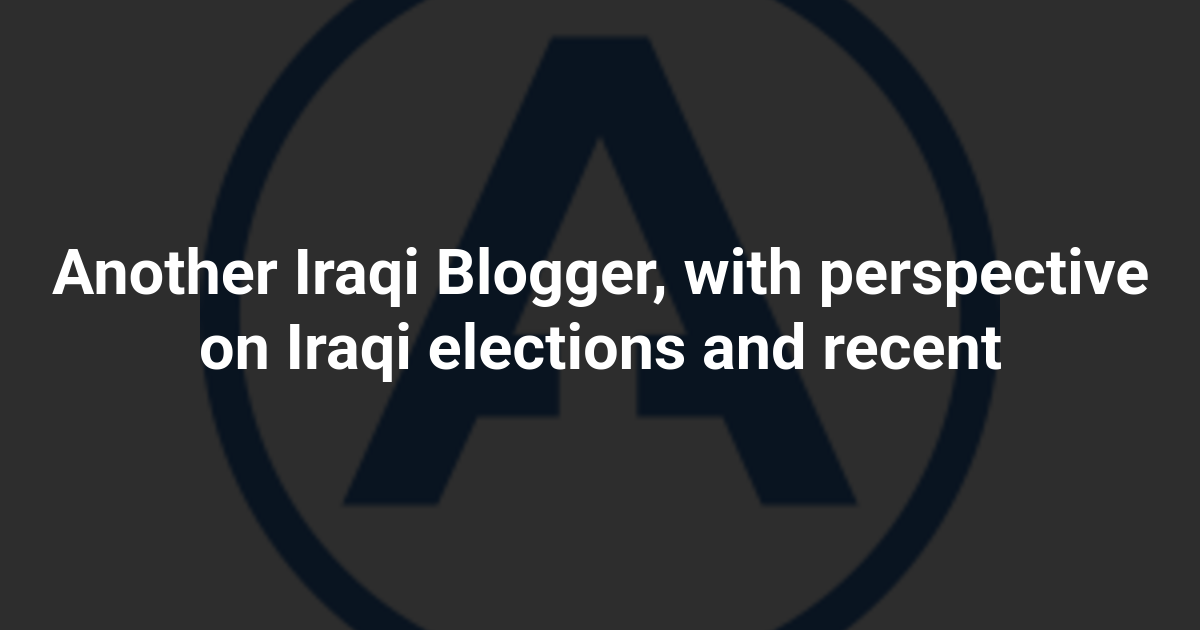 Another Iraqi Blogger, with perspective
on Iraqi elections and recent